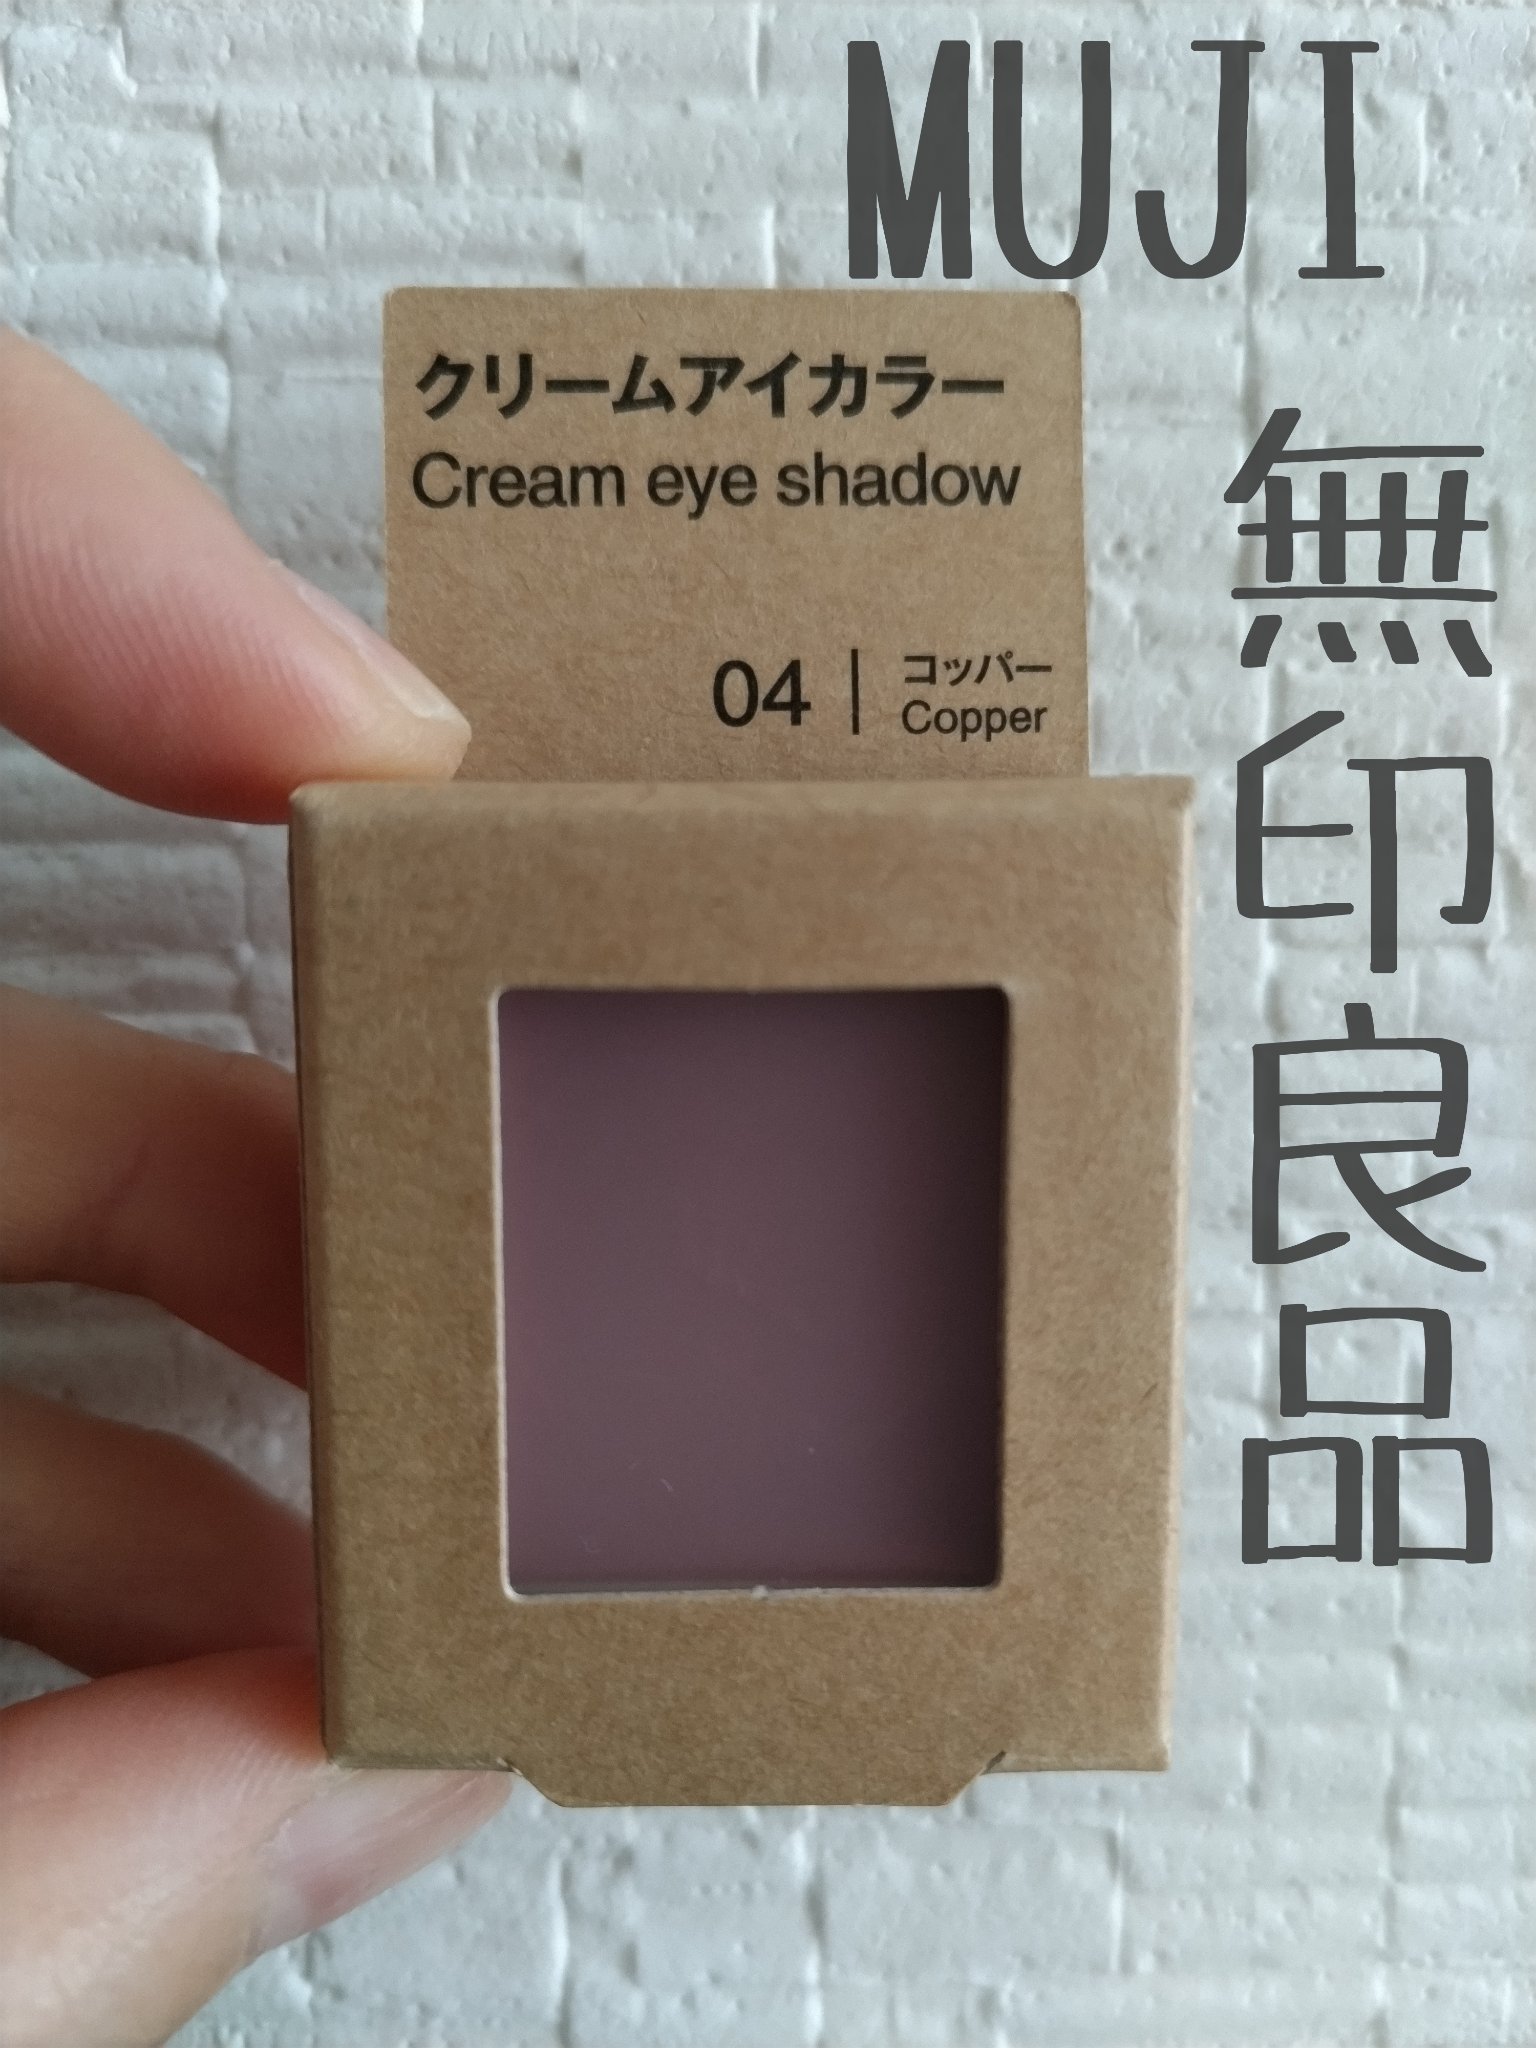 MUJI
無印良品
クリームアイカラー
Cream eye shadow
04 | コッパー
Copper